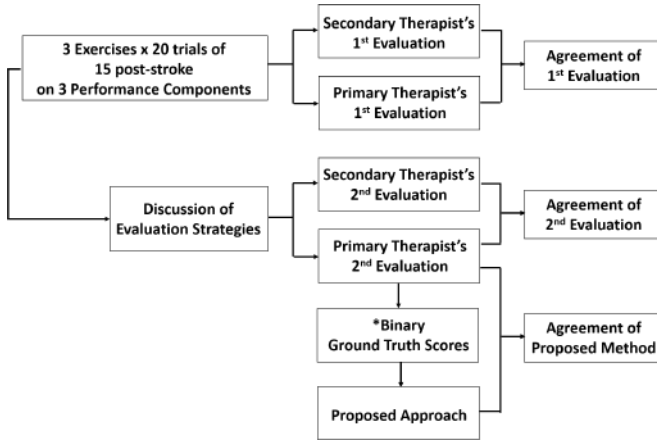 3 Exercises x 20 trials of
15 post-stroke
on 3 Performance Components
Secondary Therapist's
1st Evaluation
Primary Therapist's
1st Evaluation
Agreement of
1st Evaluation
Discussion of
Evaluation Strategies
Secondary Therapist's
2nd Evaluation
Primary Therapist's
2nd Evaluation
Agreement of
2nd Evaluation
*Binary
Ground Truth Scores
Proposed Approach
Agreement of
Proposed Method